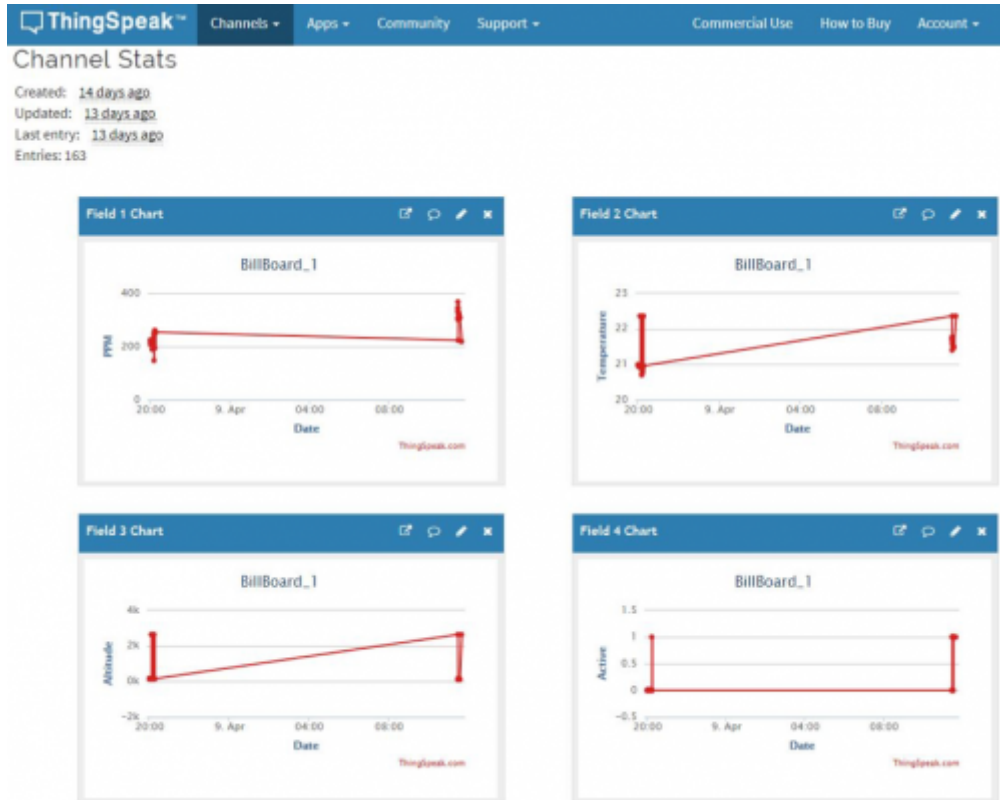 ThingSpeak™ Channels Apps Community Support Commercial Use How to Buy Account
Channel Stats
Created: 14 days ago
Updated: 13 days ago
Last entry: 13 days ago
Entries: 163
Field 1 Chart
BillBoard_1
PPM
400
200
0
20:00 9. Apr 04:00 08:00
Date
ThingSpeak.com
Field 2 Chart
BillBoard_1
Temperature
23
22
21
20
20:00 9. Apr 04:00 08:00
Date
ThingSpeak.com
Field 3 Chart
BillBoard_1
Altitude
4k
2k
0k
-2k
20:00 9. Apr 04:00 08:00
Date
ThingSpeak.com
Field 4 Chart
BillBoard_1
Active
1.5
1
0.5
0
-0.5
20:00 9. Apr 04:00 08:00
Date
ThingSpeak.com